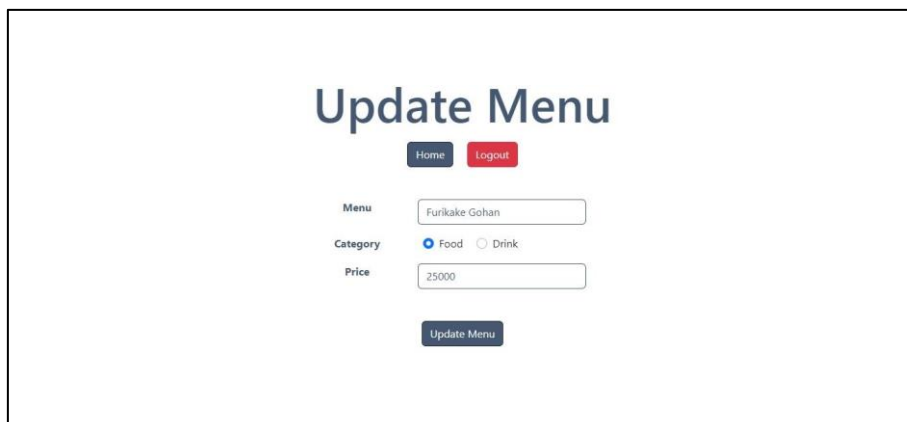 Update Menu
Home Logout
Menu Furikake Gohan
Category Food Drink
Price 25000
Update Menu